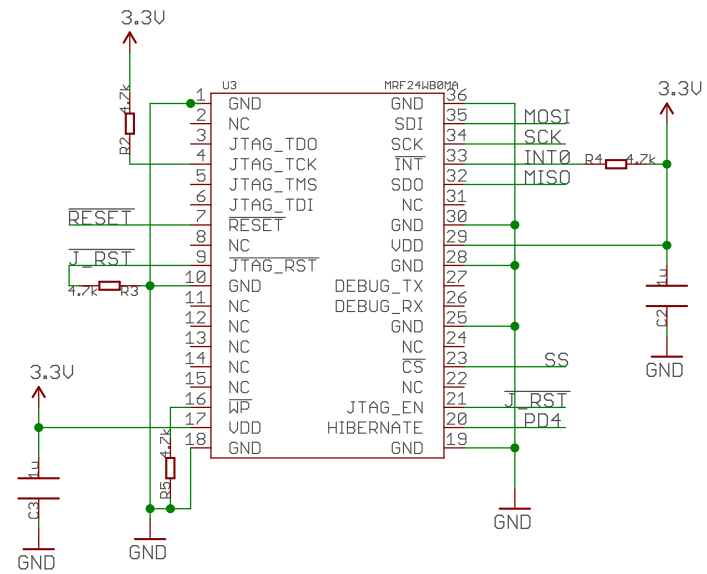 3.3V
U3
MRF24WB0MA
3.3V
4.7k
R2
1 GND
GND 36
2 NC
SDI 35 MOSI
3 JTAG_TDO
SCK 34 SCK
4 JTAG_TCK
INT 33 INT0 R4 4.7k
5 JTAG_TMS
SDO 32 MISO
6 JTAG_TDI
NC 31
RESET 7 RESET
GND 30
8 NC
VDD 29
J_RST 9 JTAG_RST
GND 28
4.7k R3 10 GND
DEBUG_TX 27
11 NC
DEBUG_RX 26
12 NC
GND 25
13 NC
NC 24
14 NC
CS 23 SS
15 NC
NC 22
16 WP
JTAG_EN 21 J_RST
17 VDD
HIBERNATE 20 PD4
18 GND
GND 19
1u
C2
GND
3.3V
4.7k
R5
1u
C3
GND
GND
GND